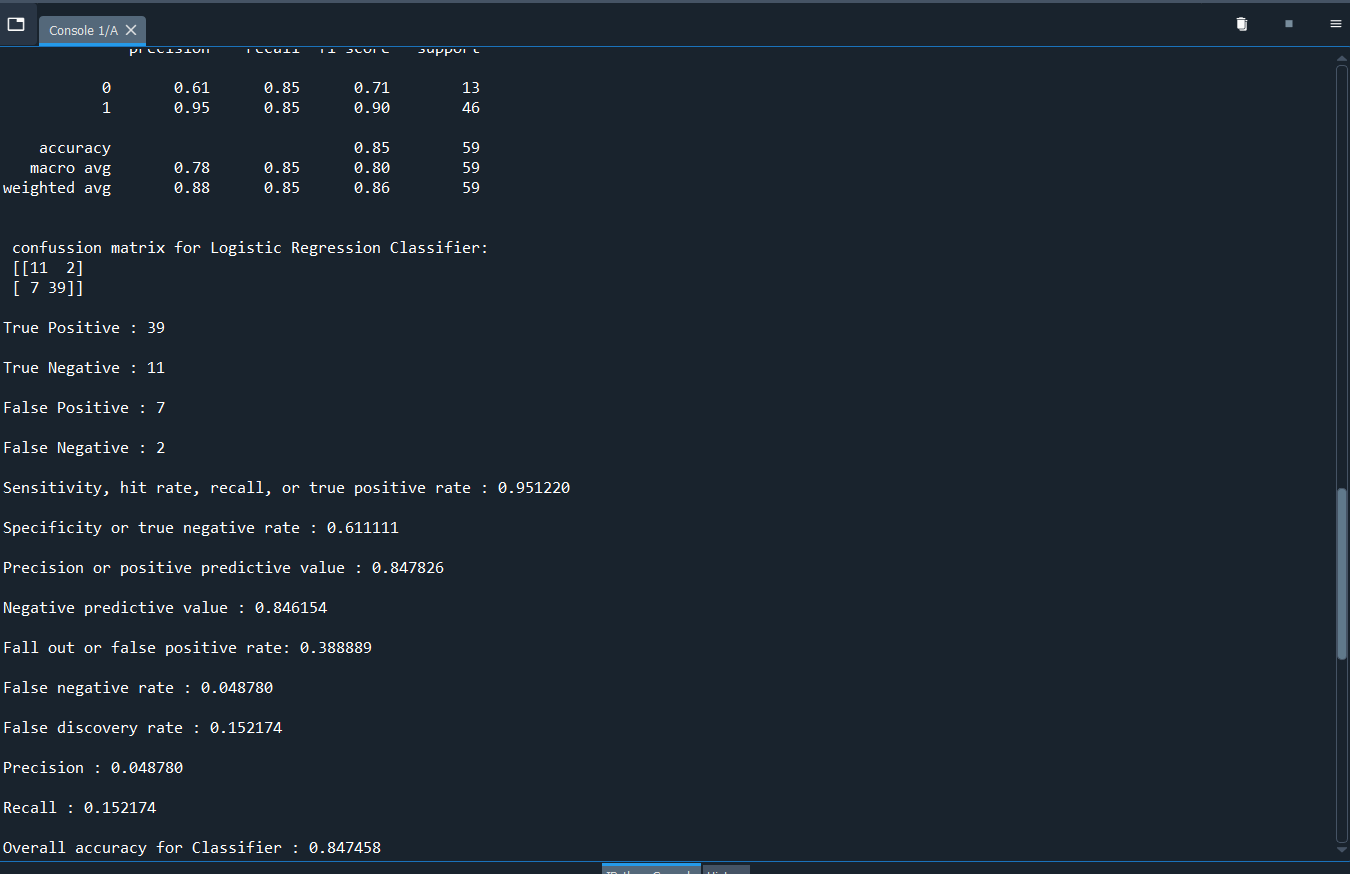 Console 1/A
precision recall f1-score support
0 0.61 0.85 0.71 13
1 0.95 0.85 0.90 46
accuracy 0.85 59
macro avg 0.78 0.85 0.80 59
weighted avg 0.88 0.85 0.86 59
confussion matrix for Logistic Regression Classifier:
[[11 2]
[ 7 39]]
True Positive : 39
True Negative : 11
False Positive : 7
False Negative : 2
Sensitivity, hit rate, recall, or true positive rate : 0.951220
Specificity or true negative rate : 0.611111
Precision or positive predictive value : 0.847826
Negative predictive value : 0.846154
Fall out or false positive rate: 0.388889
False negative rate : 0.048780
False discovery rate : 0.152174
Precision : 0.048780
Recall : 0.152174
Overall accuracy for Classifier : 0.847458